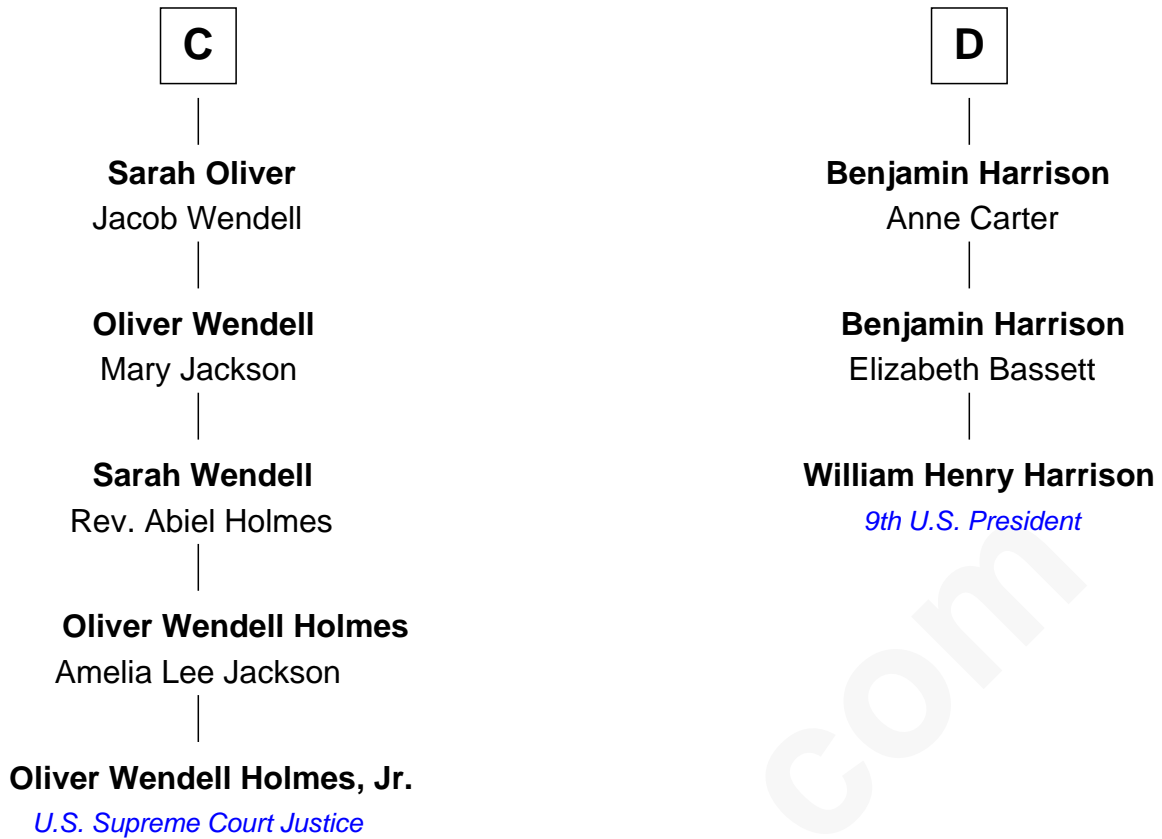 C
Sarah Oliver
Jacob Wendell
Oliver Wendell
Mary Jackson
Sarah Wendell
Rev. Abiel Holmes
Oliver Wendell Holmes
Amelia Lee Jackson
Oliver Wendell Holmes, Jr.
U.S. Supreme Court Justice
D
Benjamin Harrison
Anne Carter
Benjamin Harrison
Elizabeth Bassett
William Henry Harrison
9th U.S. President
com